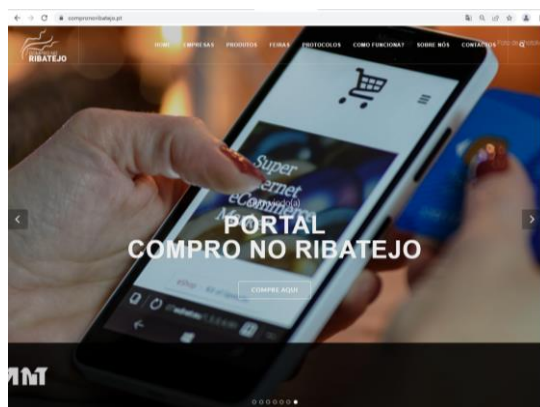 compronoribatejo.pt
RIBATEJO
HOME EMPRESAS PRODUTOS FEIRAS PROTOCOLOS COMO FUNCIONA? SOBRE NÓS CONTACTOS
Super
eCommerce
PORTAL
COMPRO NO RIBATEJO
COMPRE AQUI